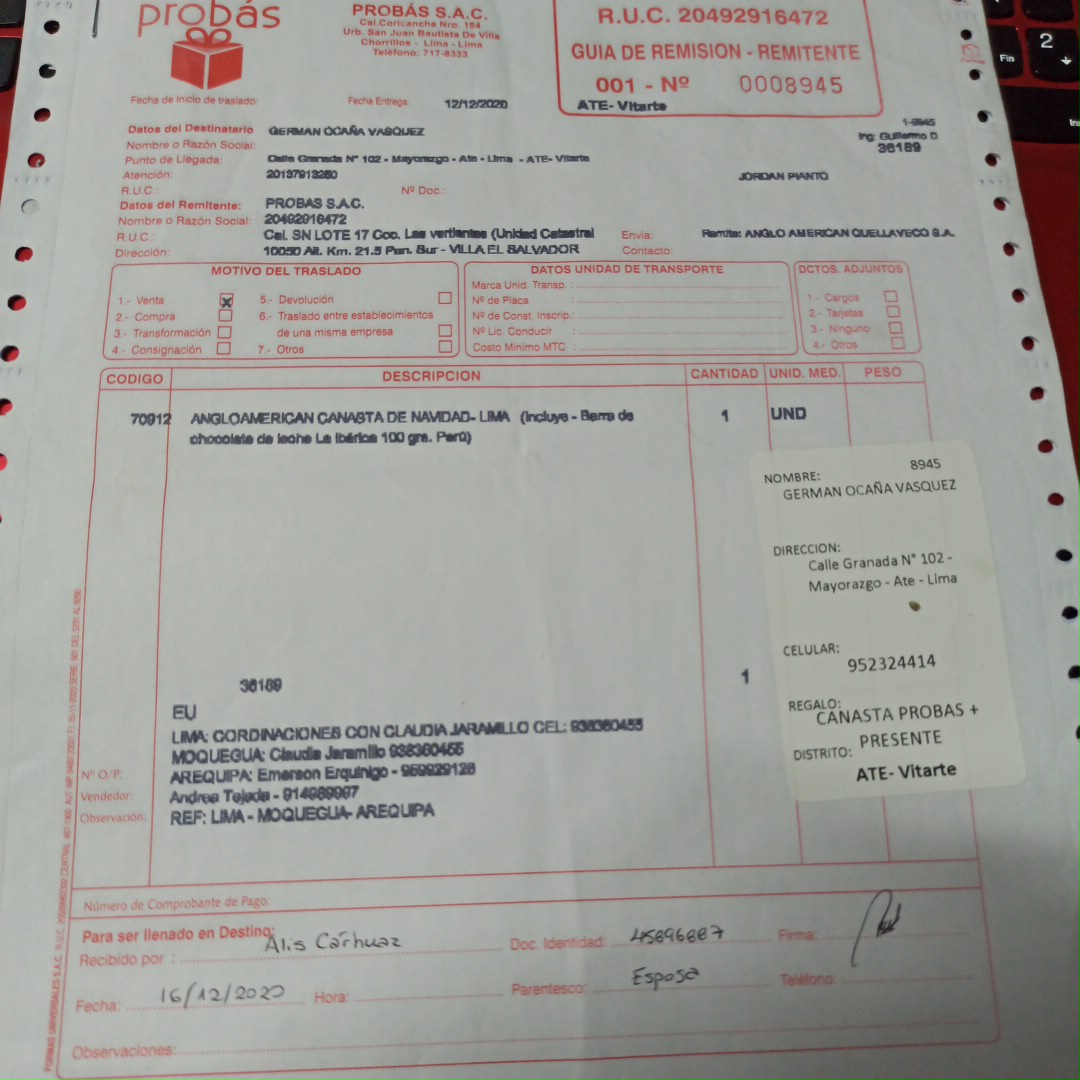 probás
PROBÁS S.A.C.
Cal.Coricancha Nro. 184
Urb. San Juan Bautista De Villa
Chorrillos - Lima - Lima
Teléfono: 717-8333
R.U.C. 20492916472
GUIA DE REMISION - REMITENTE
001 - Nº 0008945
ATE- Vitarte
Fecha de Inicio de traslado:
Fecha Entrega: 12/12/2020
1-8945
Ing: Guillermo D
36189
Datos del Destinatario
Nombre o Razón Social: GERMAN OCAÑA VASQUEZ
Punto de Llegada: Calle Granada N° 102 - Mayorazgo - Ate - Lima - ATE- Vitarte
Atención: 20137913250
JORDAN PIANTO
R.U.C.: Nº Doc.:
Datos del Remitente: PROBAS S.A.C.
Nombre o Razón Social: 20492916472
R.U.C.: Cal. SN LOTE 17 Coo. Las vertientes (Unidad Catastral
Dirección: 10050 Alt. Km. 21.5 Pan. Sur - VILLA EL SALVADOR
Envia: Remite: ANGLO AMERICAN QUELLAVECO S.A.
Contacto:
MOTIVO DEL TRASLADO
1.- Venta X
2.- Compra
3.- Transformación
4.- Consignación
5.- Devolución
6.- Traslado entre establecimientos
de una misma empresa
7.- Otros
DATOS UNIDAD DE TRANSPORTE
Marca Unid. Transp. :
Nº de Placa :
Nº de Const. Inscrip.:
Nº Lic. Conducir :
Costo Mínimo MTC :
DCTOS. ADJUNTOS
1.- Cargos
2.- Tarjetas
3.- Ninguno
4.- Otros
CODIGO DESCRIPCION CANTIDAD UNID. MED. PESO
70912 ANGLOAMERICAN CANASTA DE NAVIDAD- LIMA (Incluye - Barra de 1 UND
chocolate de leche La Ibérica 100 grs. Perú)
8945
NOMBRE:
GERMAN OCAÑA VASQUEZ
DIRECCION:
Calle Granada N° 102 -
Mayorazgo - Ate - Lima
CELULAR:
952324414
REGALO:
CANASTA PROBAS +
PRESENTE
DISTRITO:
ATE- Vitarte
36189 1
EU
LIMA: CORDINACIONES CON CLAUDIA JARAMILLO CEL: 938360455
MOQUEGUA: Claudia Jaramillo 938360455
Nº O/P: AREQUIPA: Emerson Erquinigo - 959929128
Vendedor: Andrea Tejada - 914989997
Observación: REF: LIMA - MOQUEGUA- AREQUIPA
Número de Comprobante de Pago:
Para ser llenado en Destino:
Recibido por : Alis Carhuaz Doc. Identidad: 45896887 Firma:
Fecha: 16/12/2020 Hora: Parentesco: Esposa Teléfono:
Observaciones:
Fin
2
Ins